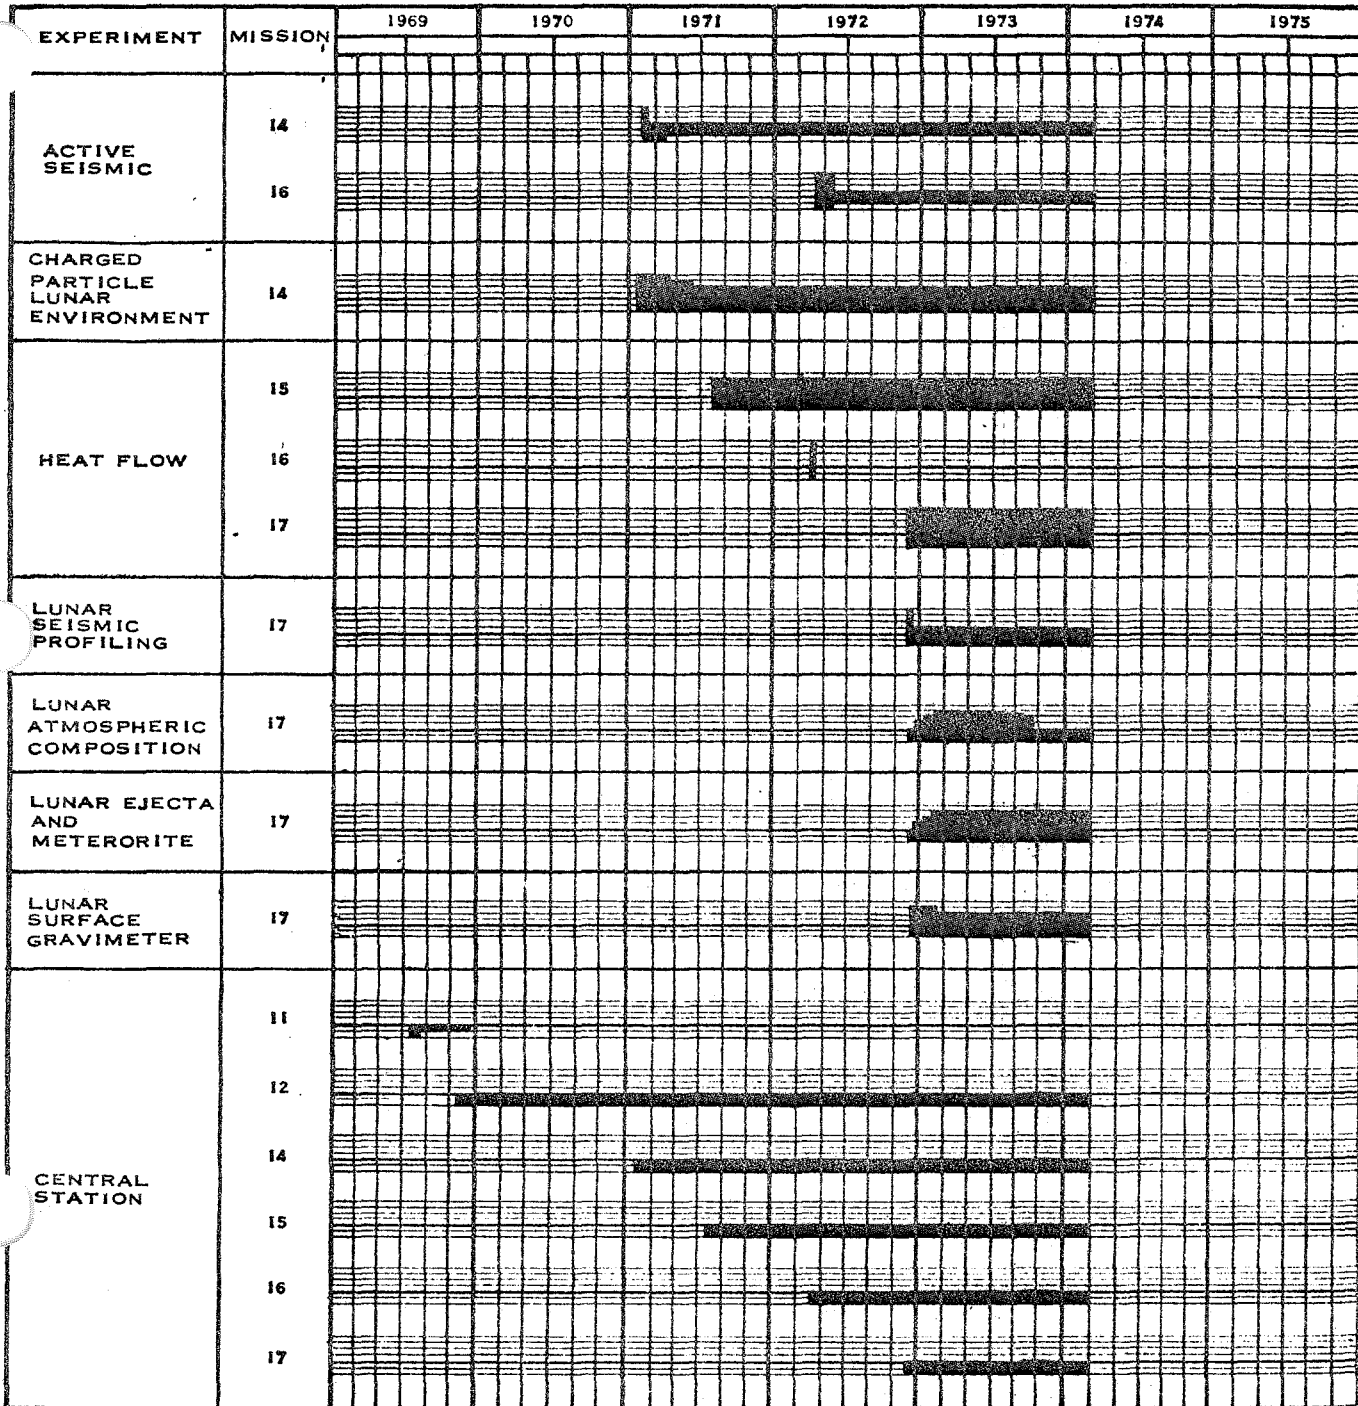 EXPERIMENT MISSION 1969 1970 1971 1972 1973 1974 1975
ACTIVE
SEISMIC
14
16
CHARGED
PARTICLE
LUNAR
ENVIRONMENT
14
HEAT FLOW
15
16
17
LUNAR
SEISMIC
PROFILING
17
LUNAR
ATMOSPHERIC
COMPOSITION
17
LUNAR EJECTA
AND
METERORITE
17
LUNAR
SURFACE
GRAVIMETER
17
CENTRAL
STATION
11
12
14
15
16
17